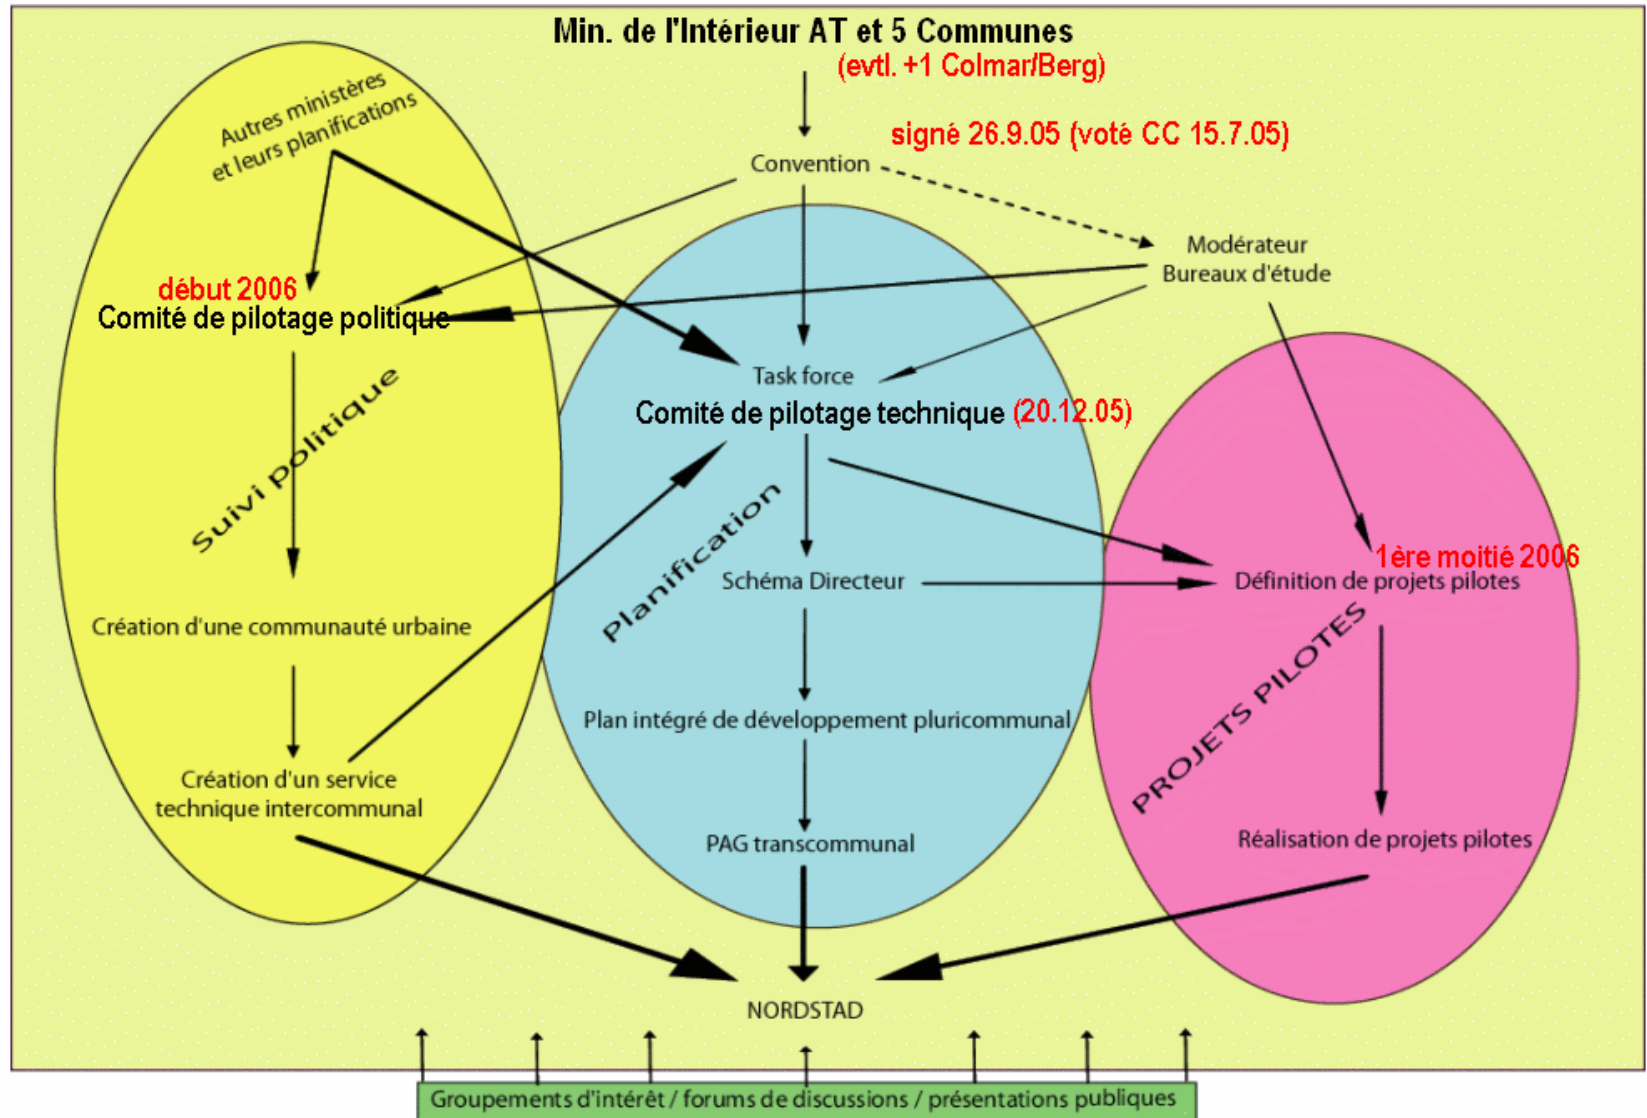 Min. de l'Intérieur AT et 5 Communes
(evtl. +1 Colmar/Berg)
signé 26.9.05 (voté CC 15.7.05)
Convention
Autres ministères
et leurs planifications
Modérateur
Bureaux d'étude
début 2006
Comité de pilotage politique
Suivi politique
Création d'une communauté urbaine
Création d'un service
technique intercommunal
Task force
Comité de pilotage technique (20.12.05)
Planification
Schéma Directeur
Plan intégré de développement pluricommunal
PAG transcommunal
1ère moitié 2006
Définition de projets pilotes
PROJETS PILOTES
Réalisation de projets pilotes
NORDSTAD
Groupements d'intérêt / forums de discussions / présentations publiques